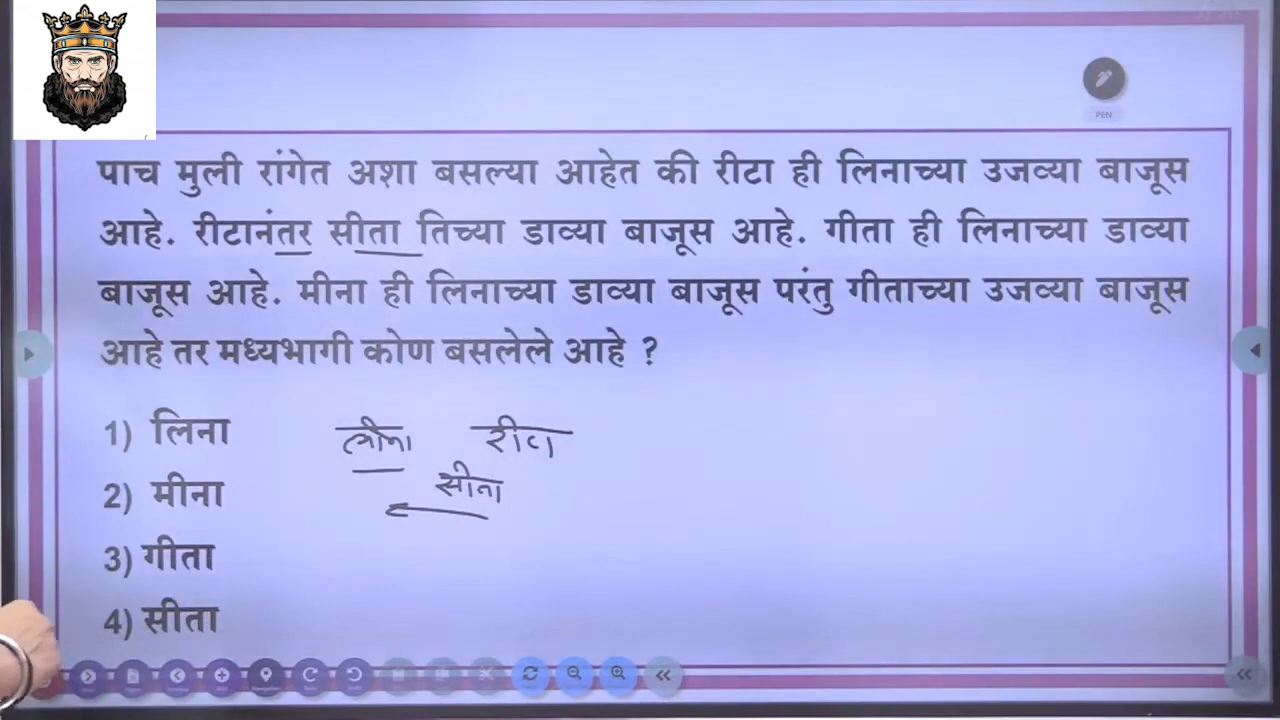 PEN
पाच मुली रांगेत अशा बसल्या आहेत की रीटा ही लिनाच्या उजव्या बाजूस
आहे. रीटानंतर सीता तिच्या डाव्या बाजूस आहे. गीता ही लिनाच्या डाव्या
बाजूस आहे. मीना ही लिनाच्या डाव्या बाजूस परंतु गीताच्या उजव्या बाजूस
आहे तर मध्यभागी कोण बसलेले आहे ?
1) लिना
2) मीना
3) गीता
4) सीता
लीना रीटा
सीता